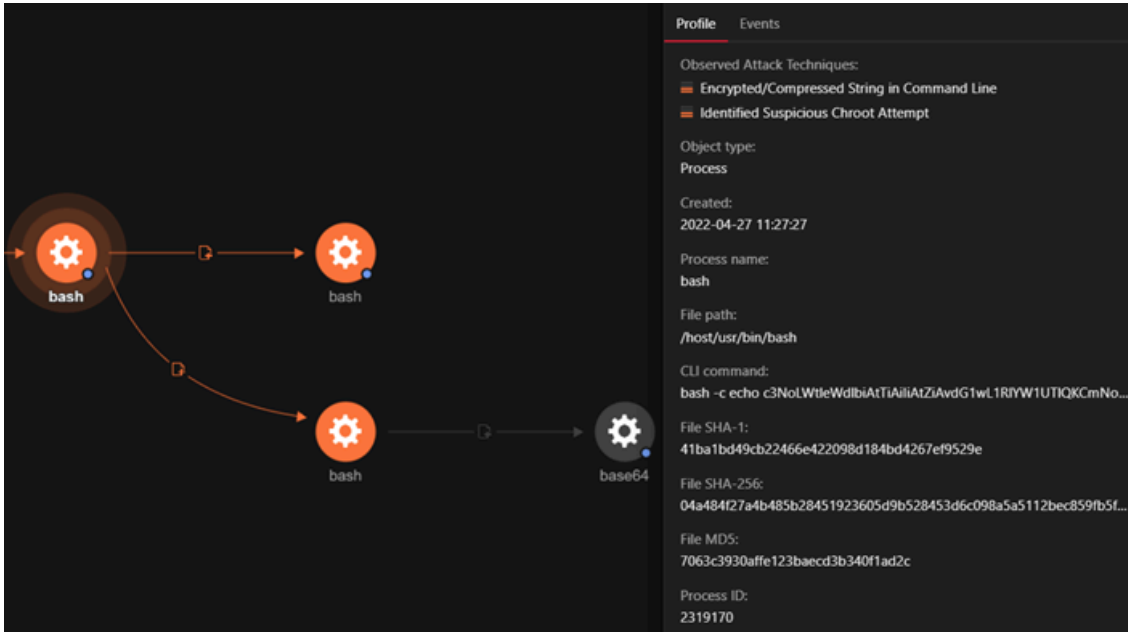 Profile Events
Observed Attack Techniques:
Encrypted/Compressed String in Command Line
Identified Suspicious Chroot Attempt
Object type:
Process
Created:
2022-04-27 11:27:27
Process name:
bash
File path:
/host/usr/bin/bash
CLI command:
bash -c echo c3NoLWtleWdlbiAtTiAiIiAtZiAvdG1wL1RlYW1UTlQKCmNo...
File SHA-1:
41ba1bd49cb22466e422098d184bd4267ef9529e
File SHA-256:
04a484f27a4b485b28451923605d9b528453d6c098a5a5112bec859fb5f...
File MD5:
7063c3930affe123baecd3b340f1ad2c
Process ID:
2319170
bash
bash
bash
base64